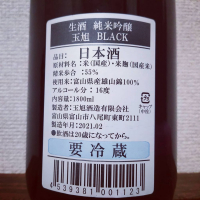 生酒 純米吟醸
玉旭 BLACK
品目 日本酒
原材料名：米(国産)・米麹(国産米)
精米歩合：55%
使用米：富山県産雄山錦100%
アルコール分：16度
内容量：1800ml
製造者：玉旭酒造有限会社
富山県富山市八尾町東町2111
製造年月：2021.02
●飲酒は20歳になってから。
要冷蔵
4539381001123